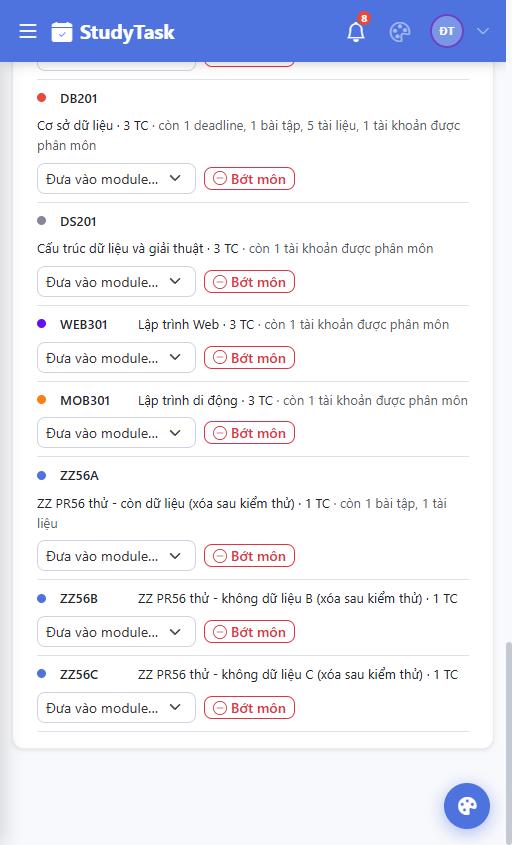 StudyTask
8
ĐT
DB201
Cơ sở dữ liệu · 3 TC · còn 1 deadline, 1 bài tập, 5 tài liệu, 1 tài khoản được
phân môn
Đưa vào module... Bớt môn
DS201
Cấu trúc dữ liệu và giải thuật · 3 TC · còn 1 tài khoản được phân môn
Đưa vào module... Bớt môn
WEB301 Lập trình Web · 3 TC · còn 1 tài khoản được phân môn
Đưa vào module... Bớt môn
MOB301 Lập trình di động · 3 TC · còn 1 tài khoản được phân môn
Đưa vào module... Bớt môn
ZZ56A
ZZ PR56 thử - còn dữ liệu (xóa sau kiểm thử) · 1 TC · còn 1 bài tập, 1 tài
liệu
Đưa vào module... Bớt môn
ZZ56B ZZ PR56 thử - không dữ liệu B (xóa sau kiểm thử) · 1 TC
Đưa vào module... Bớt môn
ZZ56C ZZ PR56 thử - không dữ liệu C (xóa sau kiểm thử) · 1 TC
Đưa vào module... Bớt môn